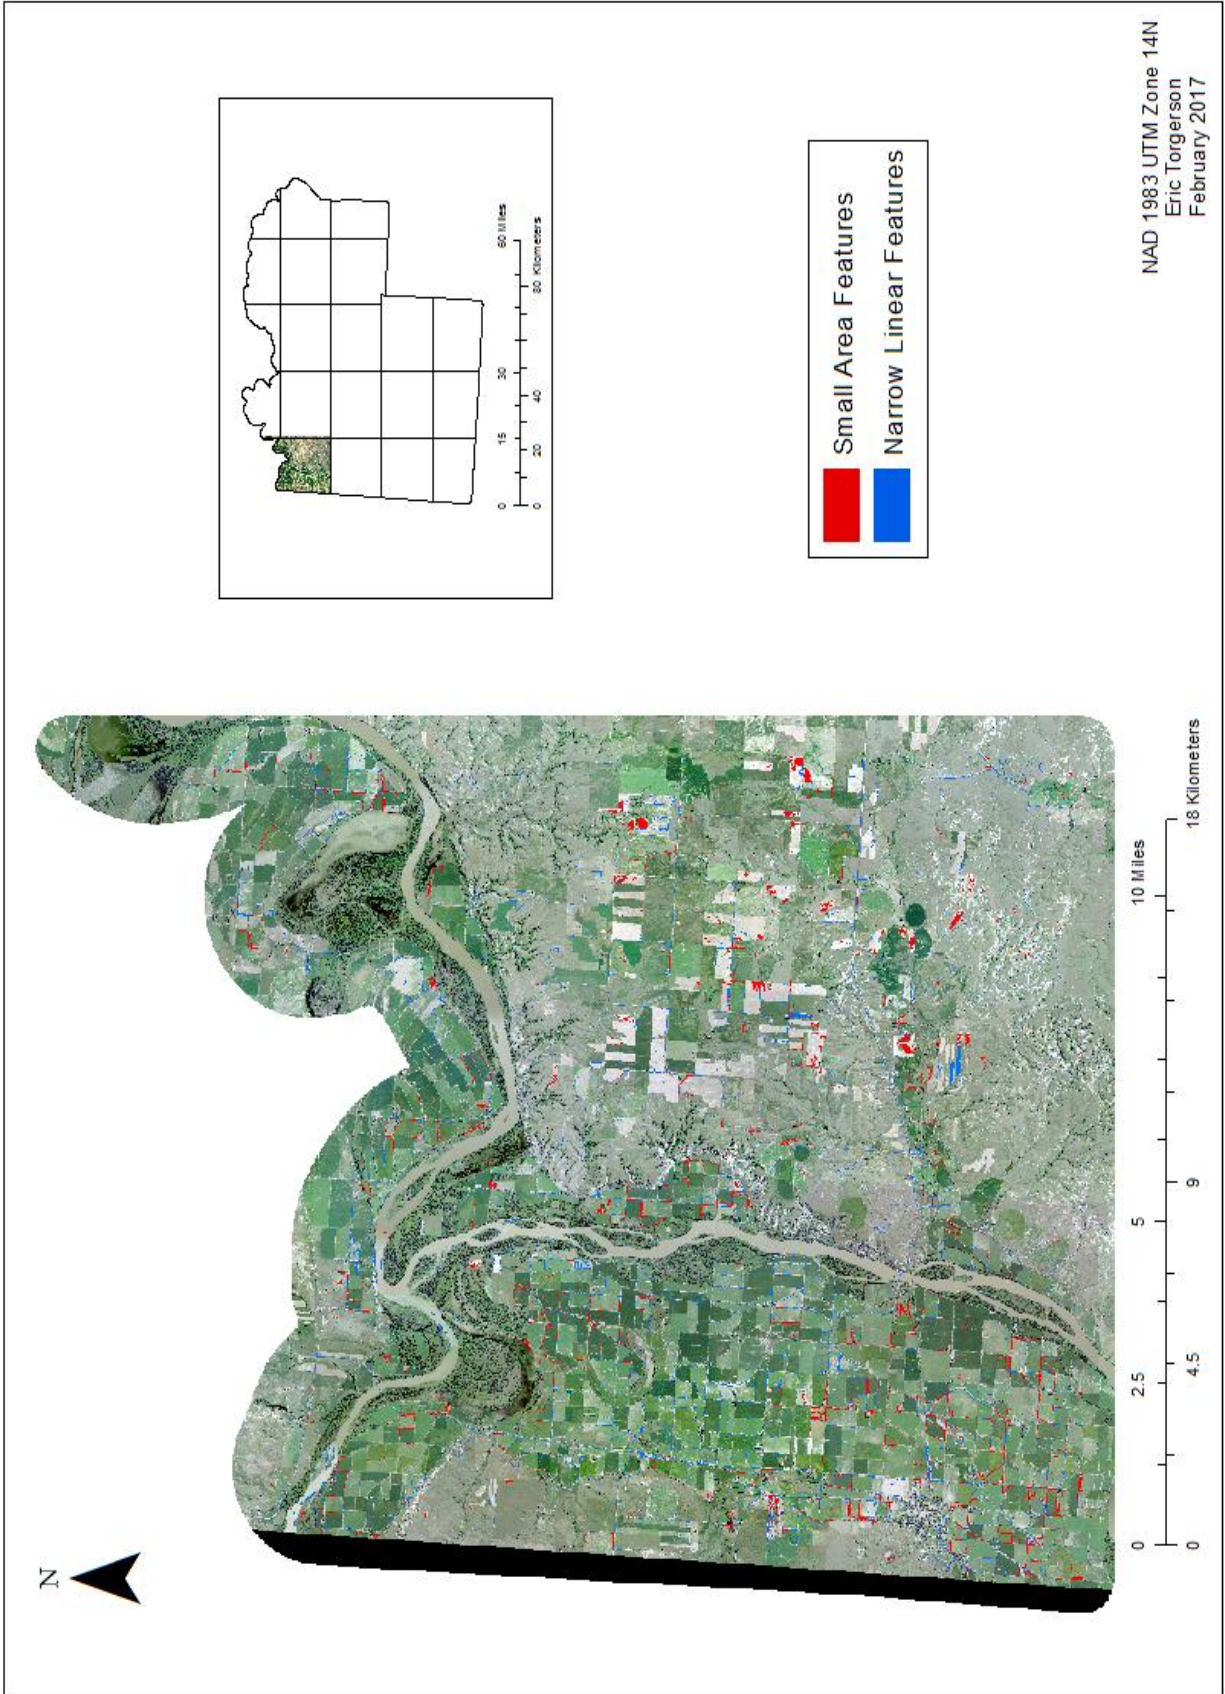 N
0 15 30 60 Miles
0 20 40 80 Kilometers
Small Area Features
Narrow Linear Features
0 2.5 5 10 Miles
0 4.5 9 18 Kilometers
NAD 1983 UTM Zone 14N
Eric Torgerson
February 2017